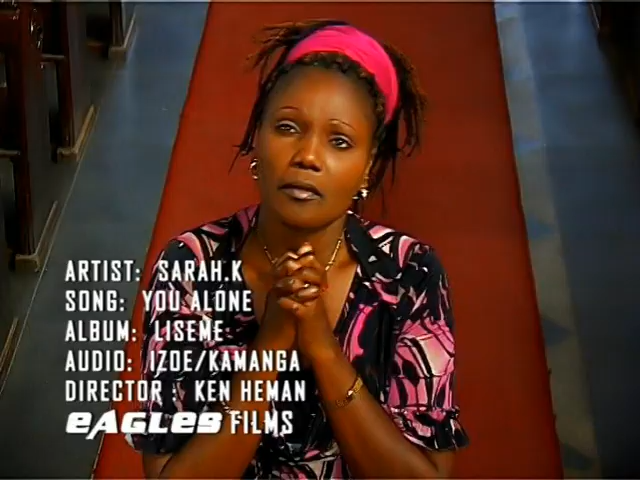 ARTIST: SARAH.K
SONG: YOU ALONE
ALBUM: LISEME
AUDIO: IZOE/KAMANGA
DIRECTOR : KEN HEMAN
EAGLES FILMS